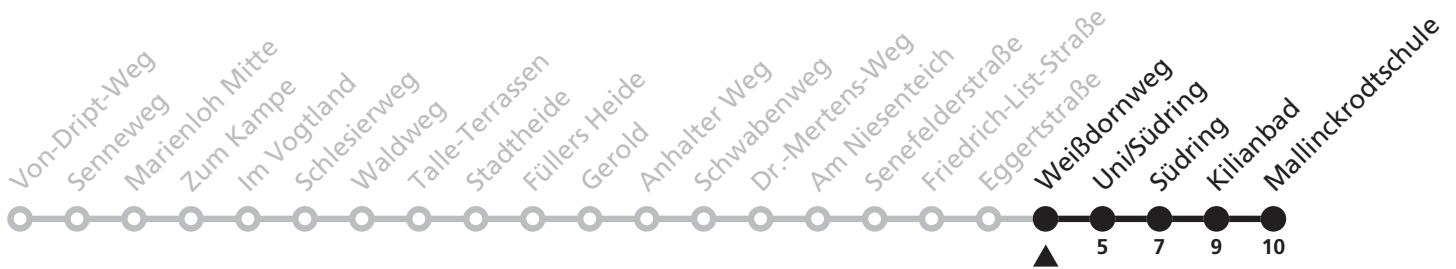 Von-Dript-Weg
Senneweg
Marienloh Mitte
Zum Kampe
Im Vogtland
Schlesierweg
Waldweg
Talle-Terrassen
Stadtheide
Füllers Heide
Gerold
Anhalter Weg
Schwabenweg
Dr.-Mertens-Weg
Am Niesenteich
Senefelderstraße
Friedrich-List-Straße
Eggertstraße
Weißdornweg
Uni/Südring
Südring
Kilianbad
Mallinckrodtschule
5 7 9 10